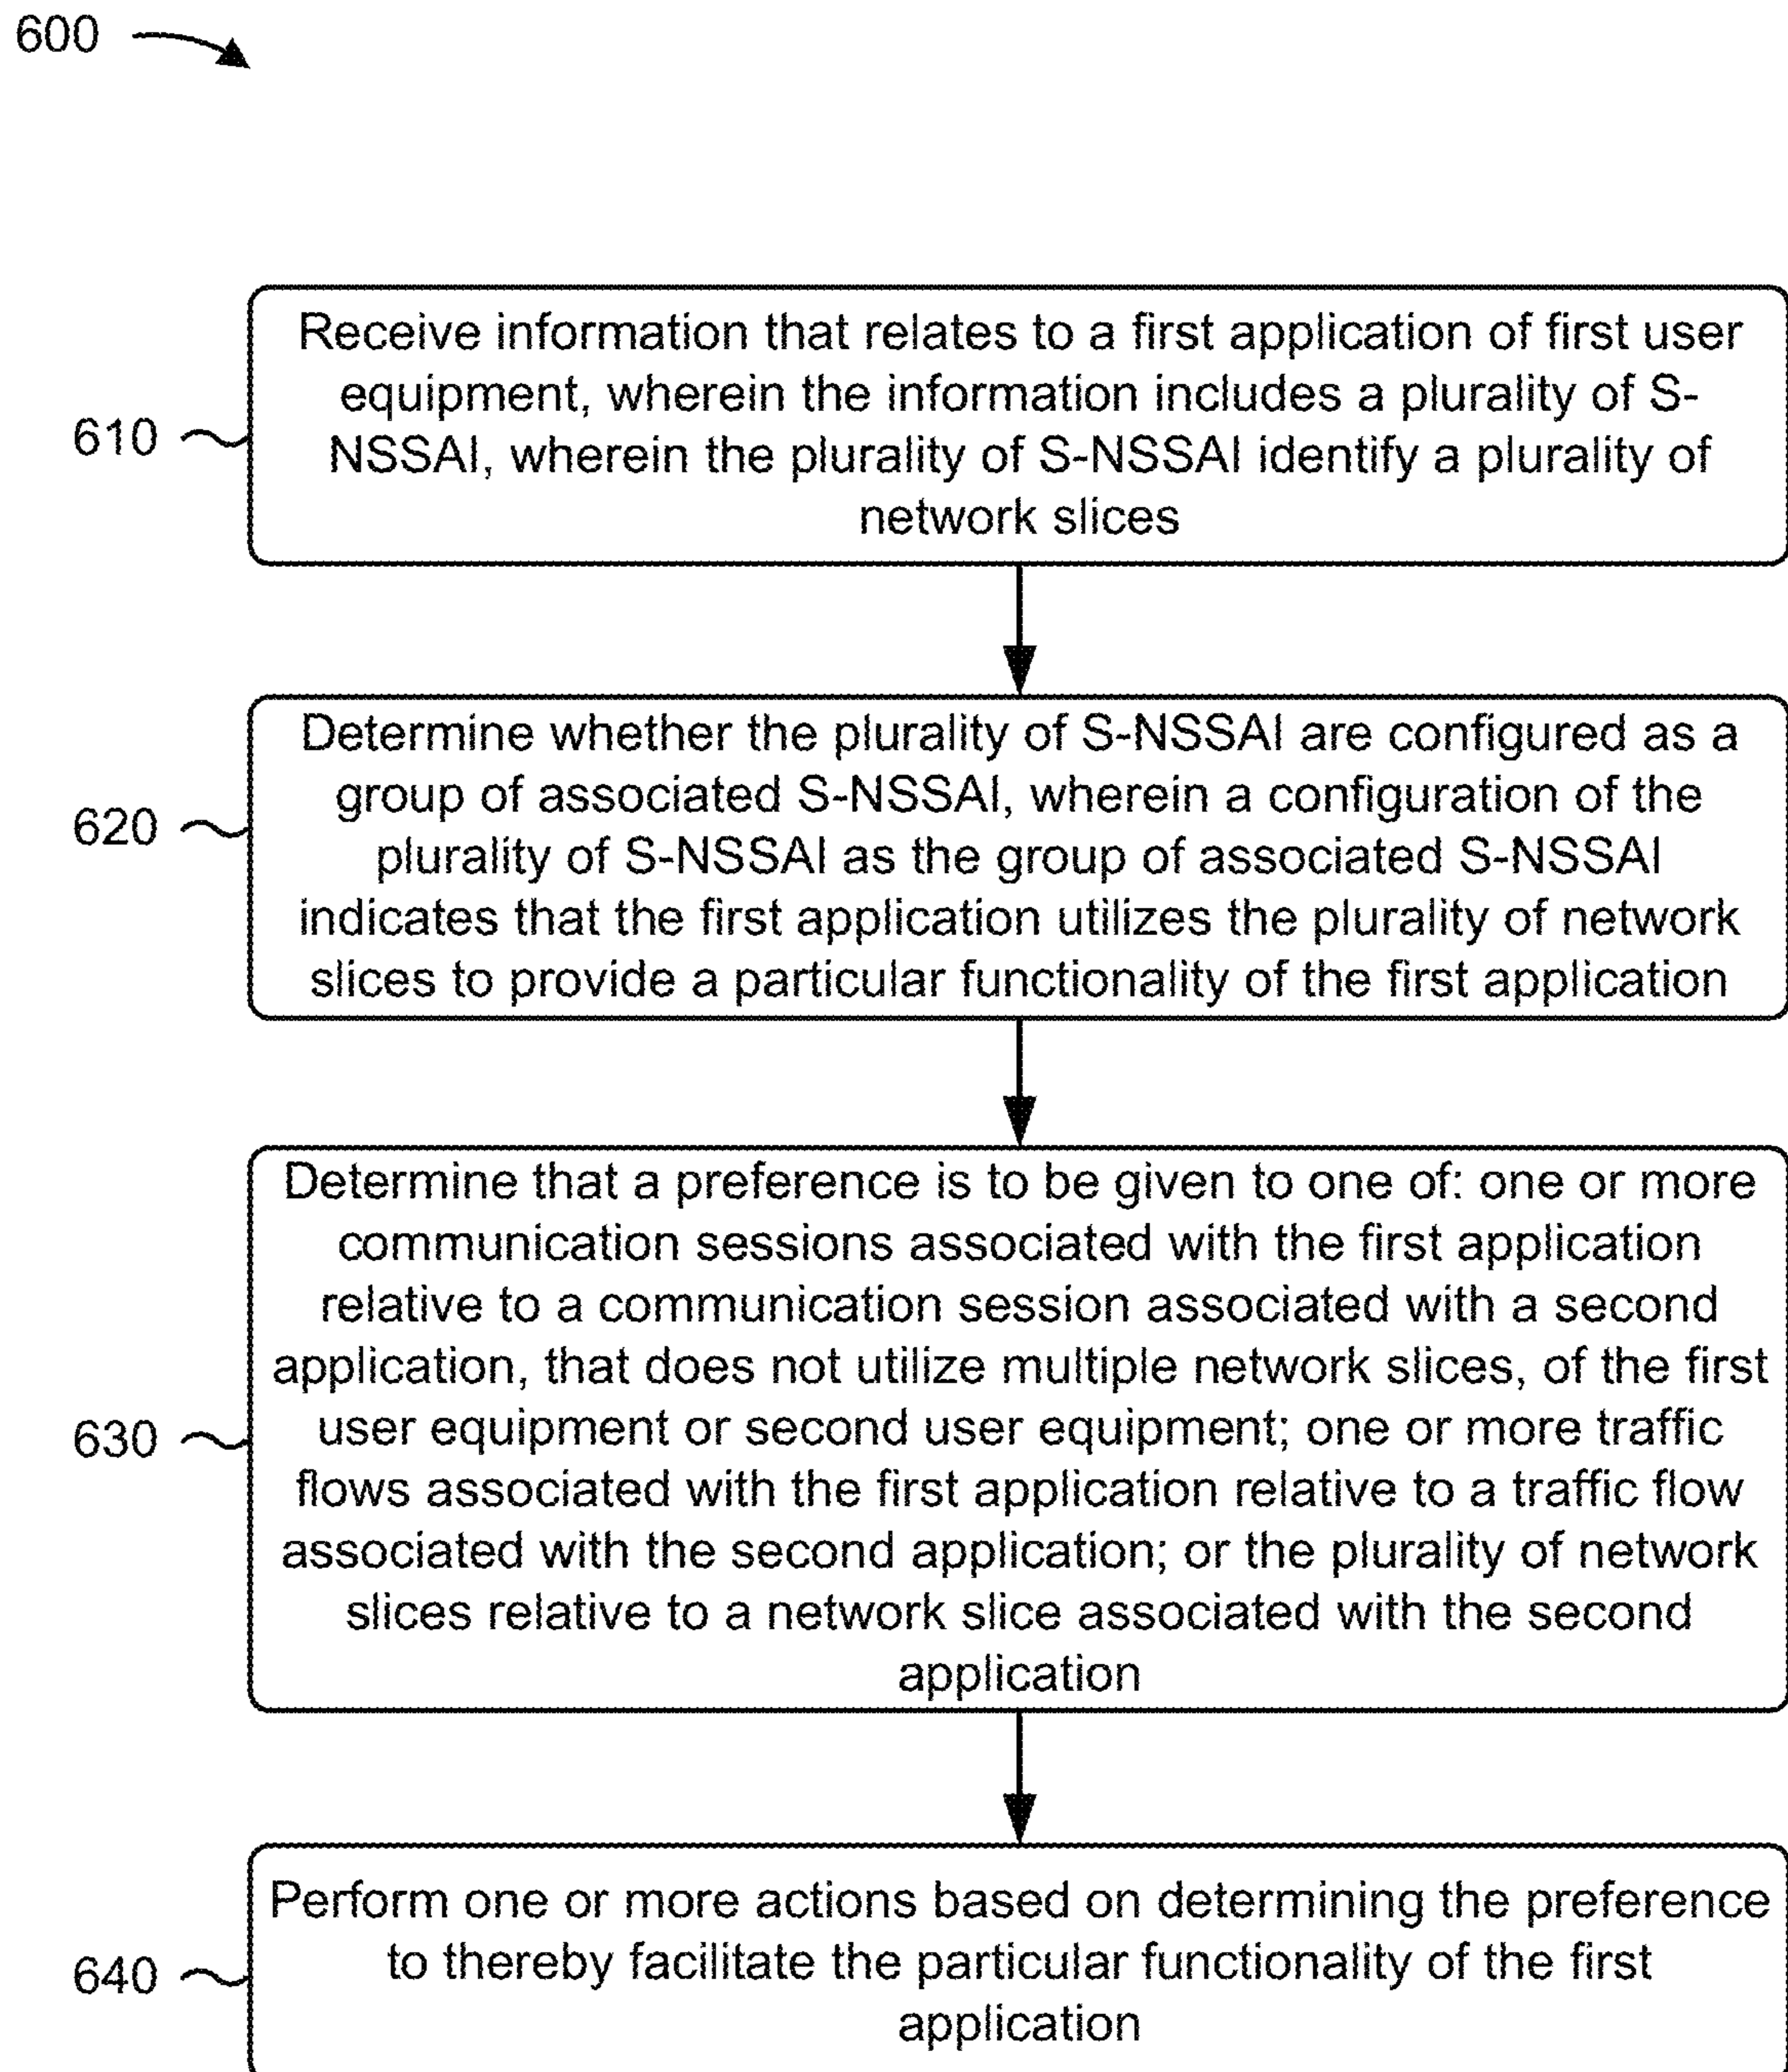 600
610
Receive information that relates to a first application of first user
equipment, wherein the information includes a plurality of S-
NSSAI, wherein the plurality of S-NSSAI identify a plurality of
network slices
620
Determine whether the plurality of S-NSSAI are configured as a
group of associated S-NSSAI, wherein a configuration of the
plurality of S-NSSAI as the group of associated S-NSSAI
indicates that the first application utilizes the plurality of network
slices to provide a particular functionality of the first application
630
Determine that a preference is to be given to one of: one or more
communication sessions associated with the first application
relative to a communication session associated with a second
application, that does not utilize multiple network slices, of the first
user equipment or second user equipment; one or more traffic
flows associated with the first application relative to a traffic flow
associated with the second application; or the plurality of network
slices relative to a network slice associated with the second
application
640
Perform one or more actions based on determining the preference
to thereby facilitate the particular functionality of the first
application